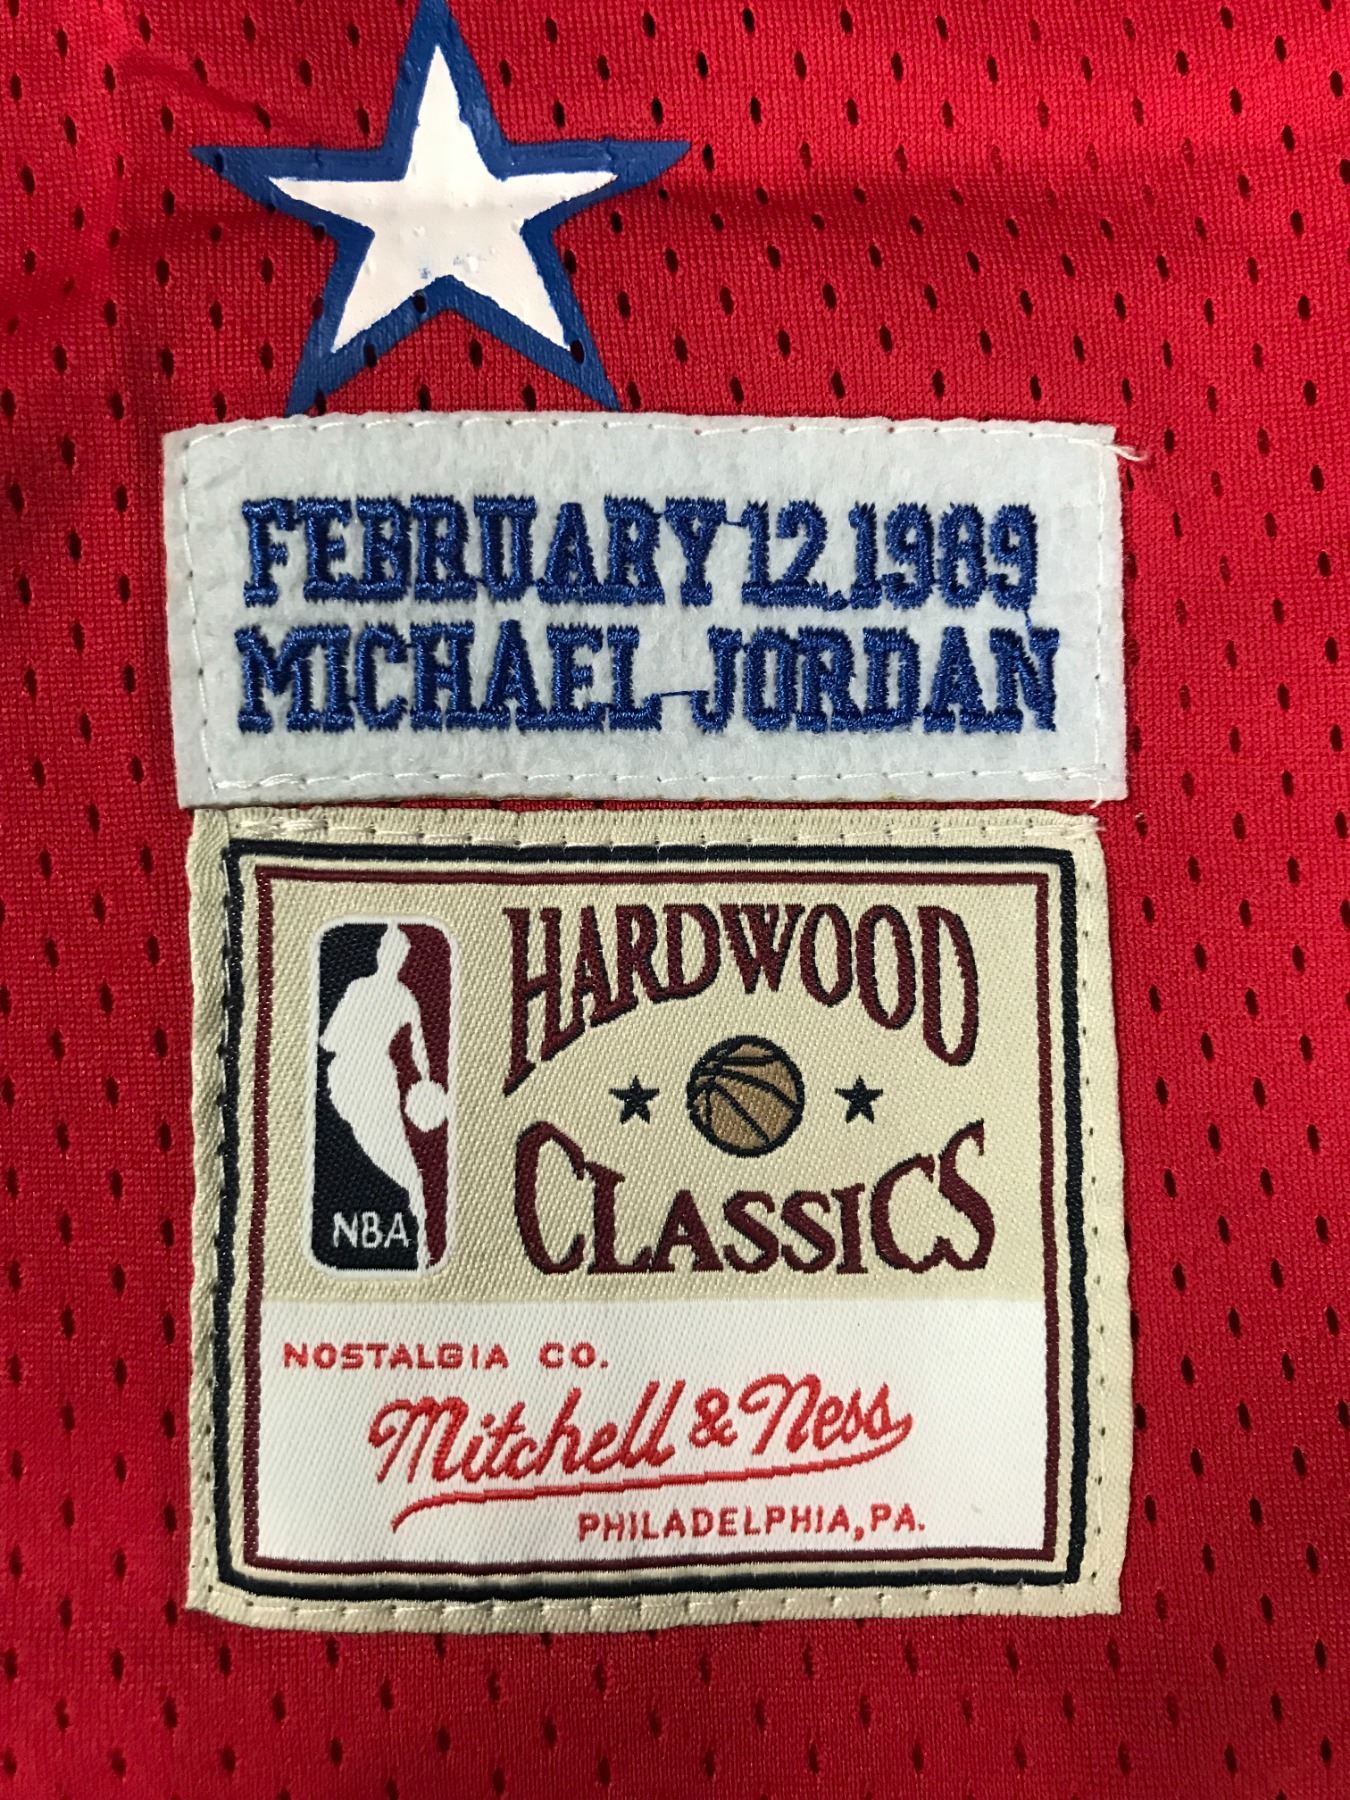 FEBRUARY 12, 1989
MICHAEL JORDAN
HARDWOOD
CLASSICS
NBA
NOSTALGIA CO.
Mitchell & Ness
PHILADELPHIA, PA.